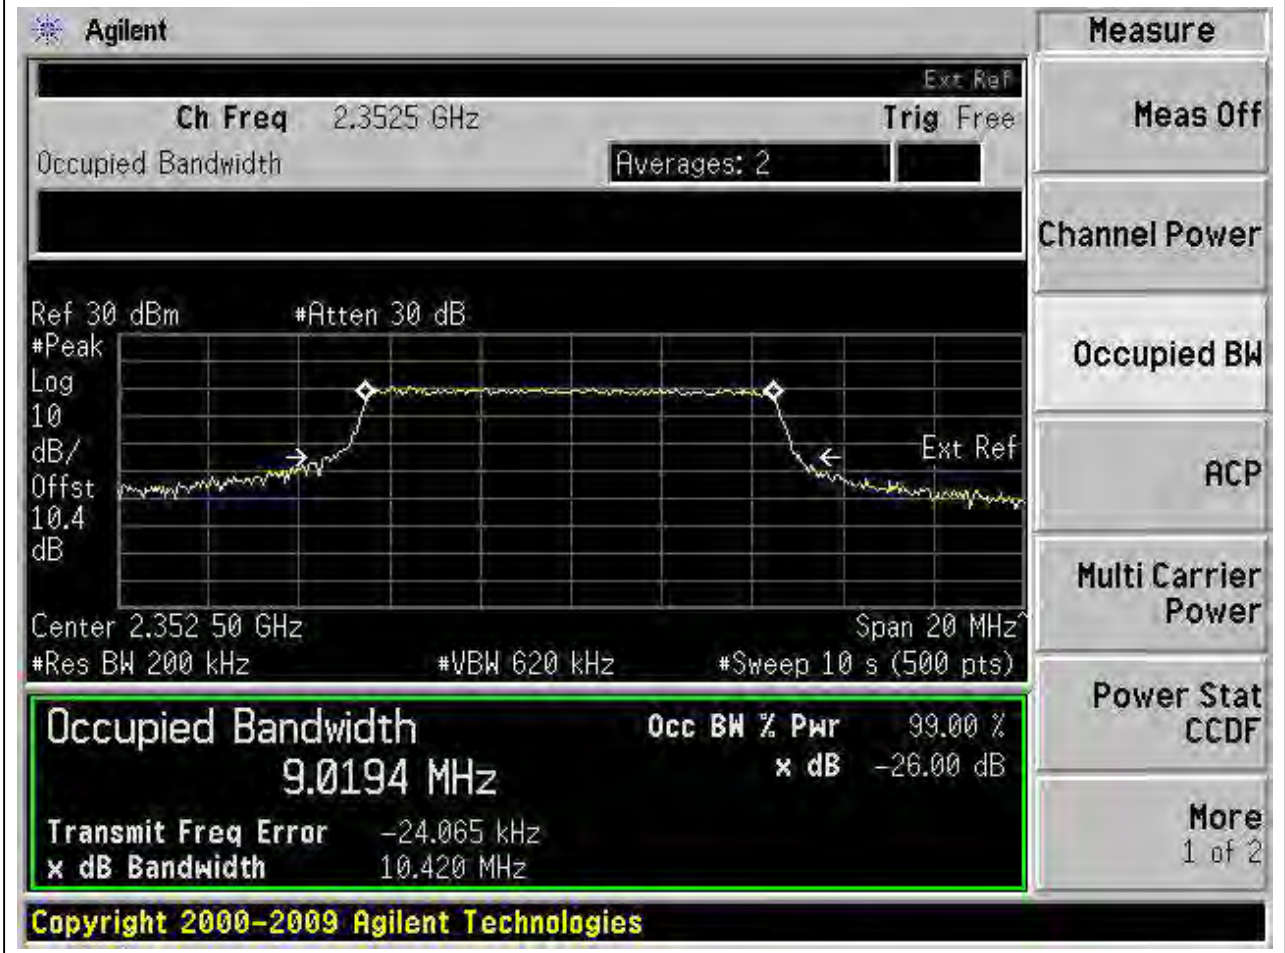 Agilent
Measure
Ext Ref
Ch Freq 2.3525 GHz
Trig Free
Meas Off
Occupied Bandwidth
Averages: 2
Channel Power
Ref 30 dBm
#Atten 30 dB
#Peak
Log
10
dB/
Offst
10.4
dB
Ext Ref
Occupied BW
ACP
Center 2.352 50 GHz
Span 20 MHz^
#Res BW 200 kHz
#VBW 620 kHz
#Sweep 10 s (500 pts)
Multi Carrier
Power
Occupied Bandwidth
9.0194 MHz
Occ BW % Pwr 99.00 %
x dB -26.00 dB
Transmit Freq Error -24.065 kHz
x dB Bandwidth 10.420 MHz
Power Stat
CCDF
More
1 of 2
Copyright 2000-2009 Agilent Technologies